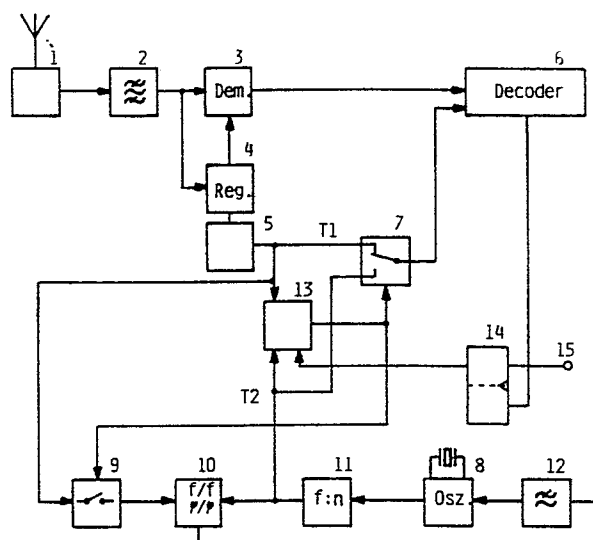 1 2 3 6
Dem. Decoder
4
Reg.
5 T1 7
13
14 15
T2
9 10 11 8 12
f/f
φ/φ f:n Osz